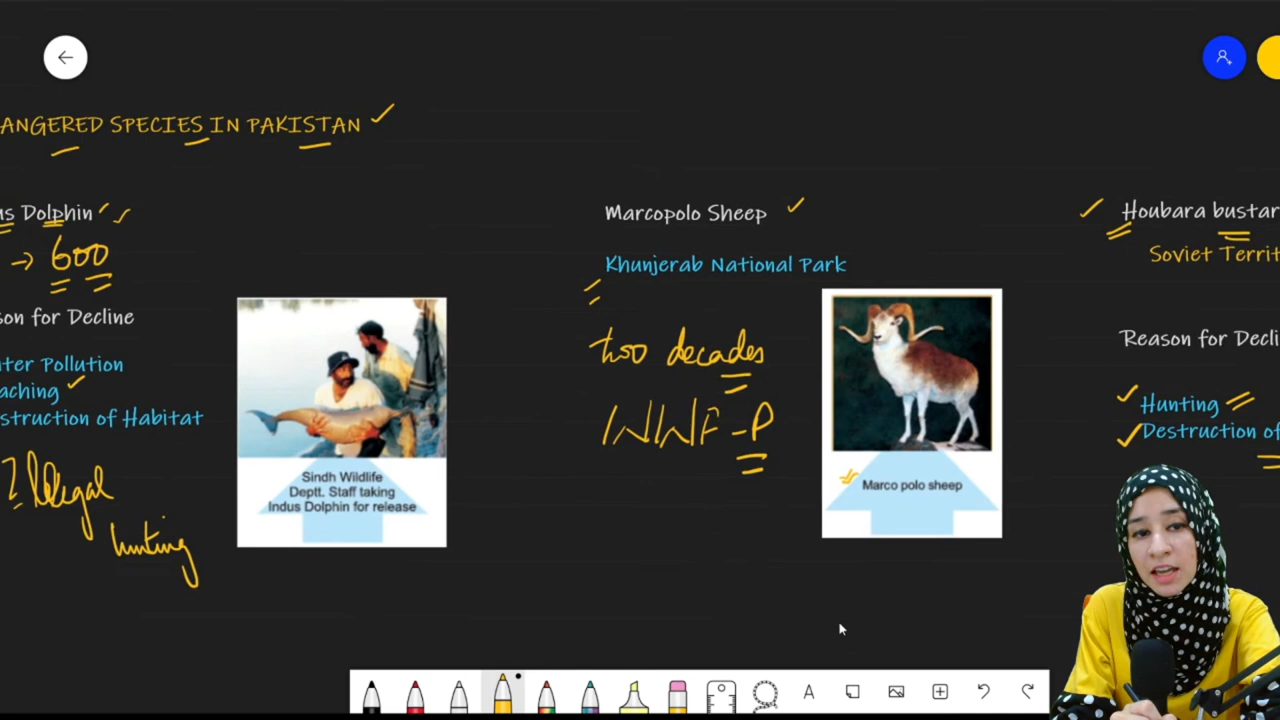 ANGERED SPECIES IN PAKISTAN
us Dolphin
→ 600
son for Decline
ter Pollution
aching
struction of Habitat
Illegal
hunting
Sindh Wildlife
Deptt. Staff taking
Indus Dolphin for release
Marcopolo Sheep
Khunjerab National Park
two decades
WWF-P
Marco polo sheep
Houbara bustar
Soviet Territ
Reason for Decli
Hunting
Destruction of
A